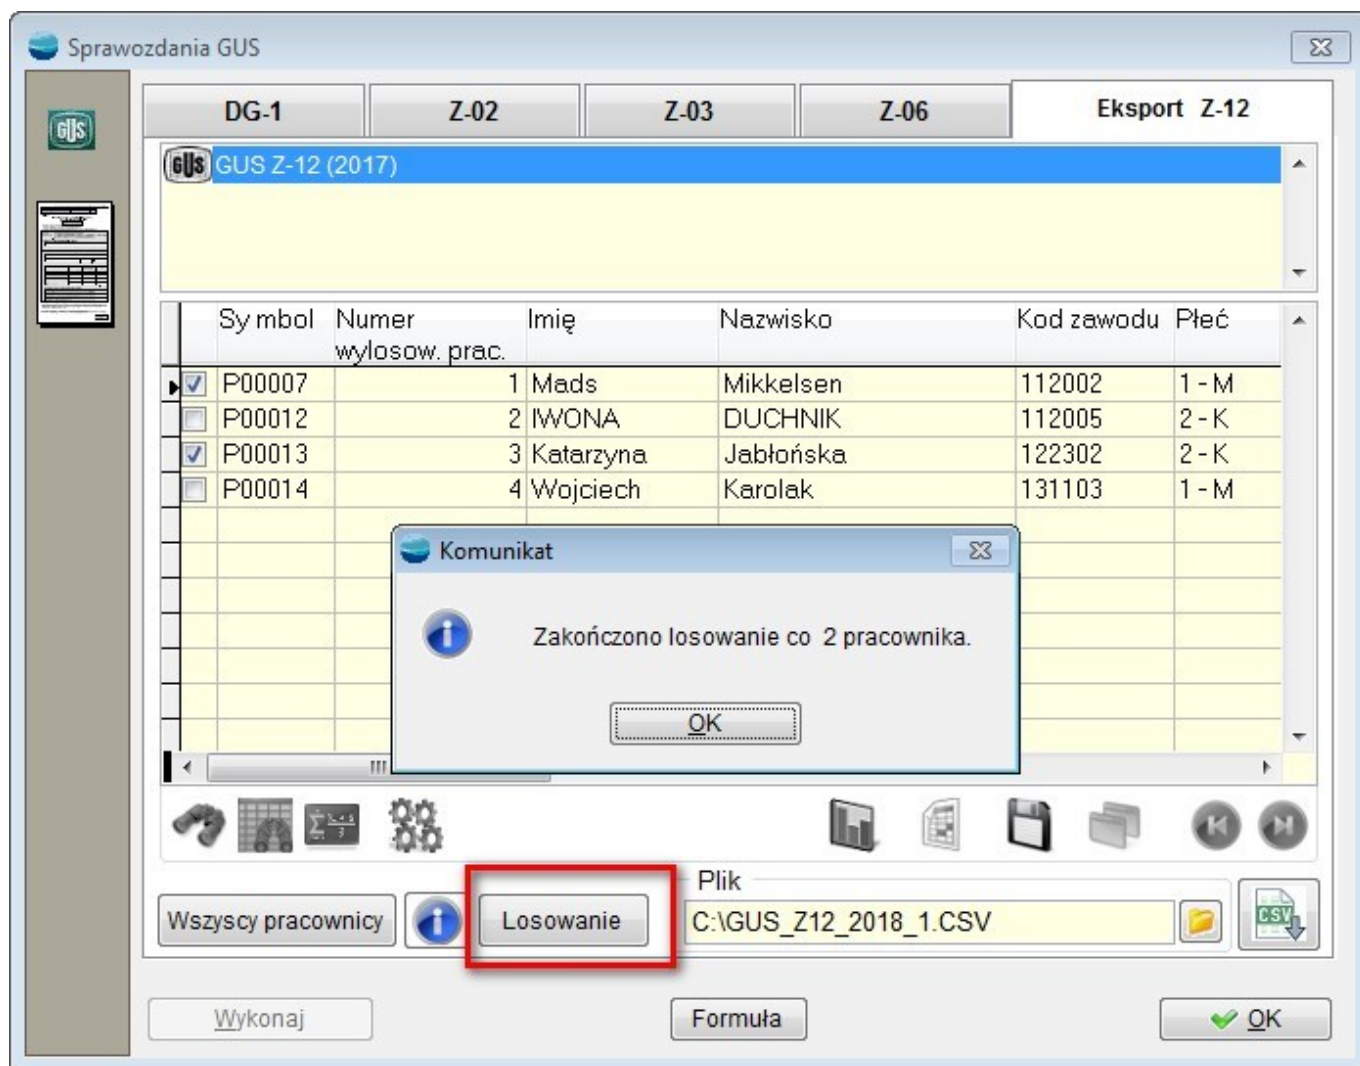 Sprawozdania GUS
DG-1 Z-02 Z-03 Z-06 Eksport Z-12
GUS
GUS GUS Z-12 (2017)
Symbol Numer wylosow. prac. Imię Nazwisko Kod zawodu Płeć
P00007 1 Mads Mikkelsen 112002 1 - M
P00012 2 IWONA DUCHNIK 112005 2 - K
P00013 3 Katarzyna Jabłońska 122302 2 - K
P00014 4 Wojciech Karolak 131103 1 - M
Komunikat
Zakończono losowanie co 2 pracownika.
OK
Plik
Wszyscy pracownicy Losowanie C:\GUS_Z12_2018_1.CSV CSV
Wykonaj Formuła OK